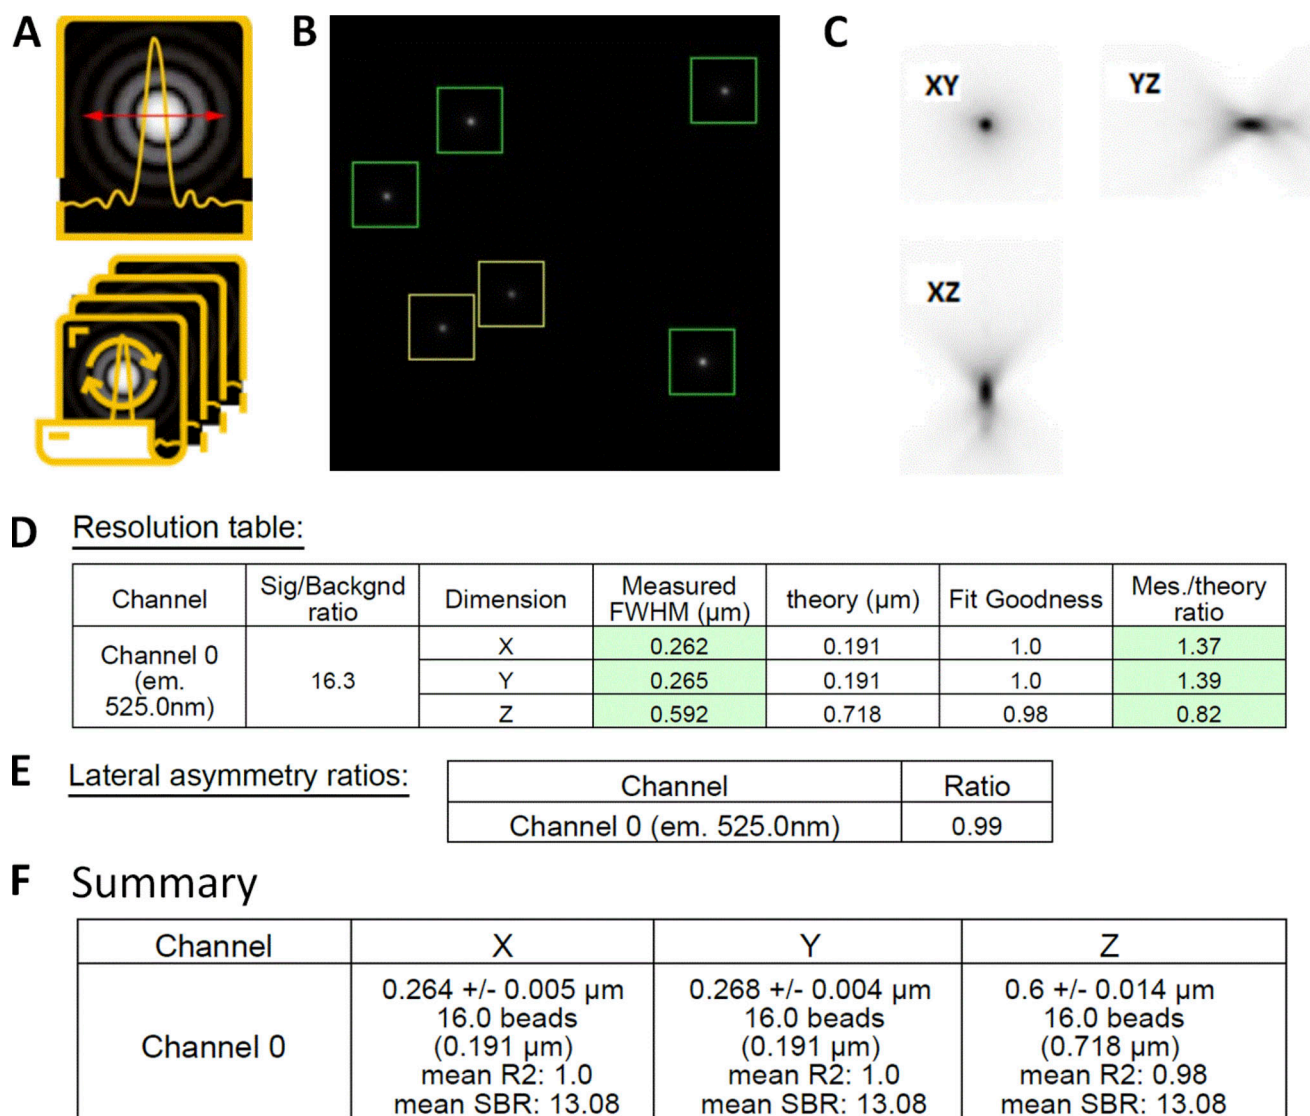 A
B
C
XY
YZ
XZ
D Resolution table:
Channel
Sig/Backgnd
ratio
Dimension
Measured
FWHM (μm)
theory (μm)
Fit Goodness
Mes./theory
ratio
Channel 0
(em.
525.0nm)
16.3
X 0.262 0.191 1.0 1.37
Y 0.265 0.191 1.0 1.39
Z 0.592 0.718 0.98 0.82
E Lateral asymmetry ratios:
Channel Ratio
Channel 0 (em. 525.0nm) 0.99
F Summary
Channel X Y Z
Channel 0
0.264 +/- 0.005 μm
16.0 beads
(0.191 μm)
mean R2: 1.0
mean SBR: 13.08
0.268 +/- 0.004 μm
16.0 beads
(0.191 μm)
mean R2: 1.0
mean SBR: 13.08
0.6 +/- 0.014 μm
16.0 beads
(0.718 μm)
mean R2: 0.98
mean SBR: 13.08